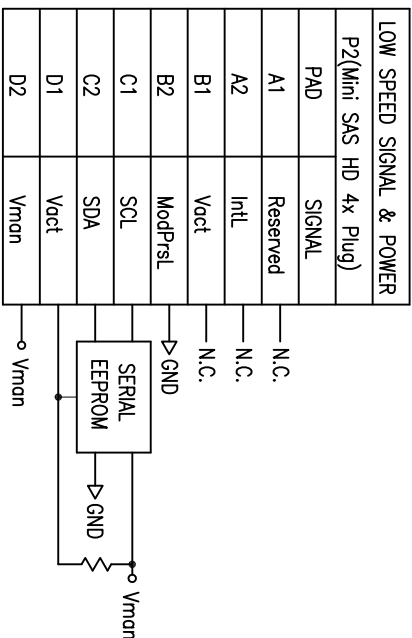 LOW SPEED SIGNAL & POWER
P2(Mini SAS HD 4x Plug)
PAD SIGNAL
A1 Reserved N.C.
A2 IntL N.C.
B1 Vact N.C.
B2 ModPrsL GND
C1 SCL
C2 SDA
D1 Vact
D2 Vman Vman
SERIAL
EEPROM
GND
Vman